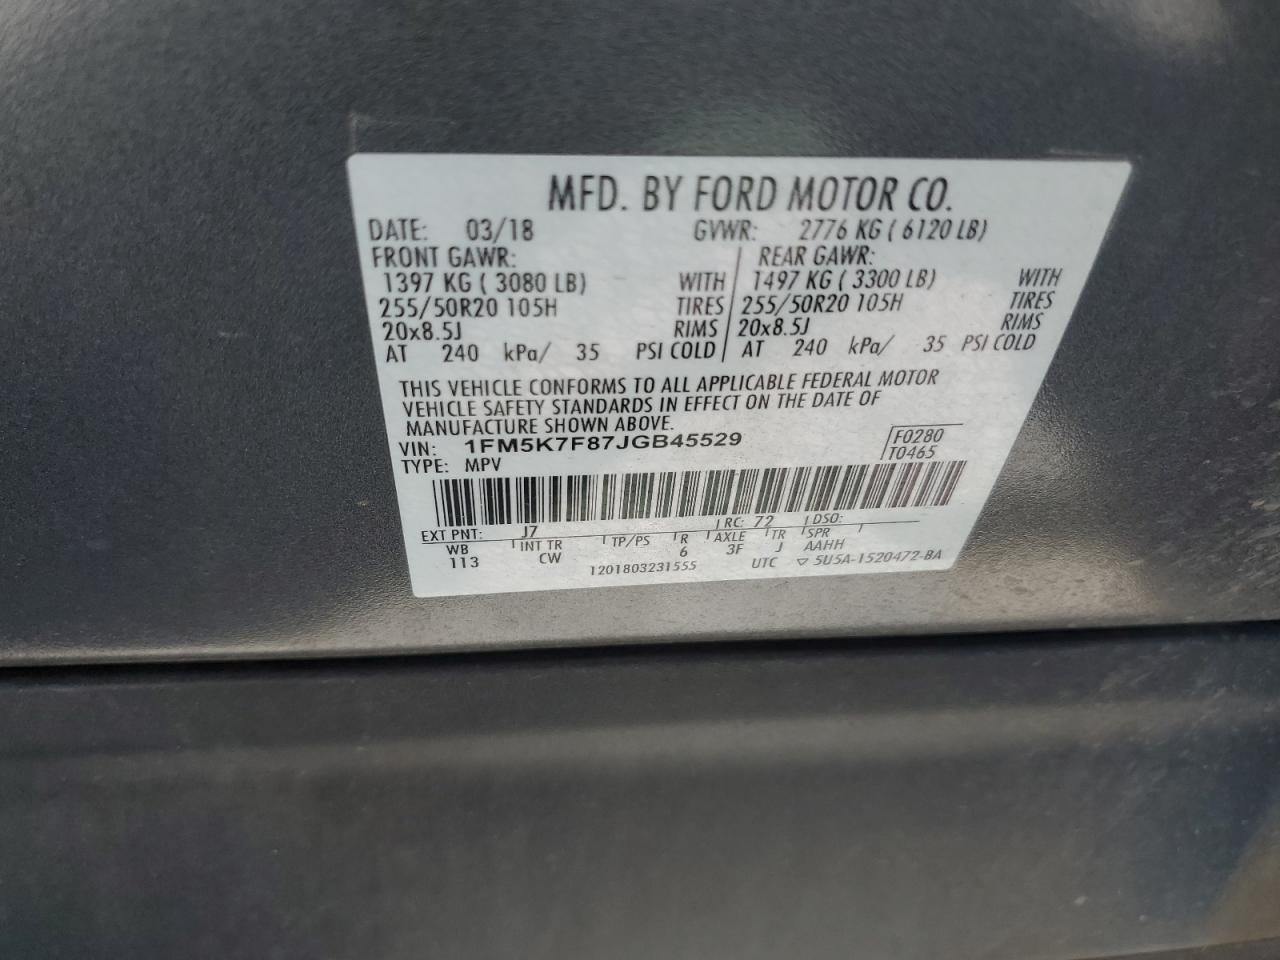 MFD. BY FORD MOTOR CO.
DATE: 03/18 GVWR: 2776 KG ( 6120 LB)
FRONT GAWR: REAR GAWR:
1397 KG ( 3080 LB) WITH 1497 KG ( 3300 LB) WITH
255/50R20 105H TIRES 255/50R20 105H TIRES
20x8.5J RIMS 20x8.5J RIMS
AT 240 kPa/ 35 PSI COLD AT 240 kPa/ 35 PSI COLD
THIS VEHICLE CONFORMS TO ALL APPLICABLE FEDERAL MOTOR
VEHICLE SAFETY STANDARDS IN EFFECT ON THE DATE OF
MANUFACTURE SHOWN ABOVE.
VIN: 1FM5K7F87JGB45529 F0280
TYPE: MPV T0465
EXT PNT: J7 RC: 72 DSO:
WB INT TR TP/PS R AXLE TR SPR
113 CW 6 3F J AAHH
1201803231555 UTC ▽ 5U5A-1520472-BA